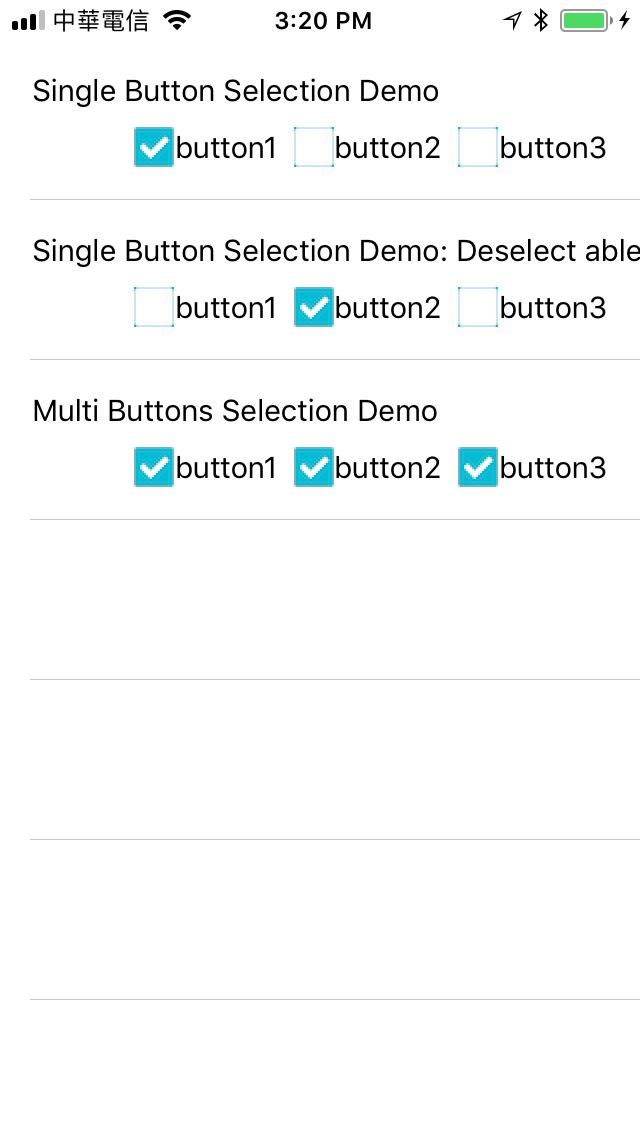 中華電信 3:20 PM
Single Button Selection Demo
button1 button2 button3
Single Button Selection Demo: Deselect able
button1 button2 button3
Multi Buttons Selection Demo
button1 button2 button3